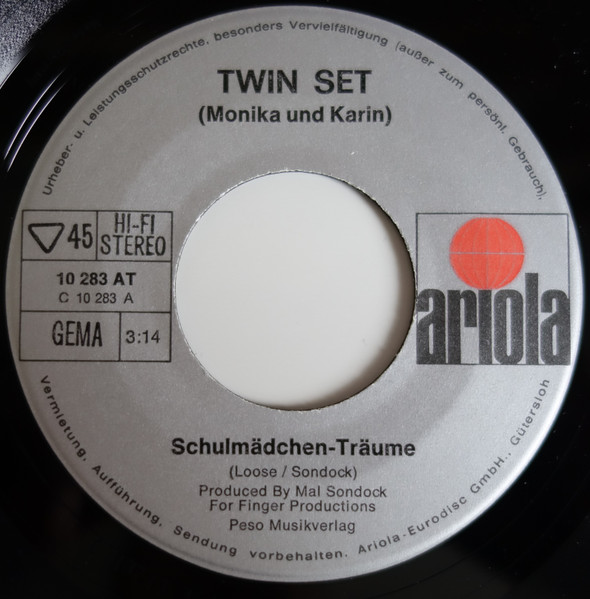 Urheber- u. Leistungsschutzrechte, besonders Vervielfältigung (außer zum persönl. Gebrauch),
TWIN SET
(Monika und Karin)
45
HI-FI
STEREO
10 283 AT
C 10 283 A
GEMA
3:14
ariola
Schulmädchen-Träume
(Loose / Sondock)
Produced By Mal Sondock
For Finger Productions
Peso Musikverlag
Vermietung, Aufführung, Sendung vorbehalten. Ariola-Eurodisc GmbH., Gütersloh